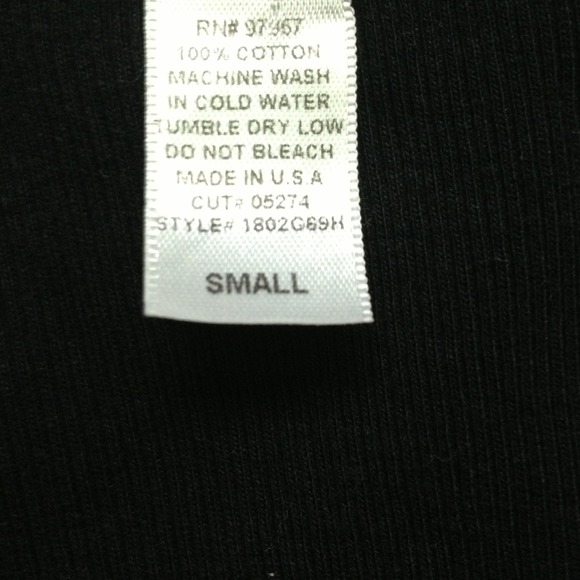 RN# 97967
100% COTTON
MACHINE WASH
IN COLD WATER
TUMBLE DRY LOW
DO NOT BLEACH
MADE IN U.S.A
CUT# 05274
STYLE# 1802G69H
SMALL